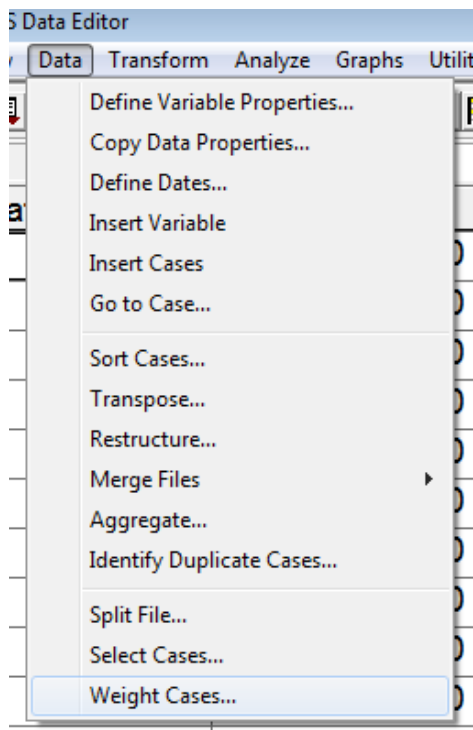 S Data Editor
Data Transform Analyze Graphs Utilit
Define Variable Properties...
Copy Data Properties...
Define Dates...
Insert Variable
Insert Cases
Go to Case...
Sort Cases...
Transpose...
Restructure...
Merge Files
Aggregate...
Identify Duplicate Cases...
Split File...
Select Cases...
Weight Cases...